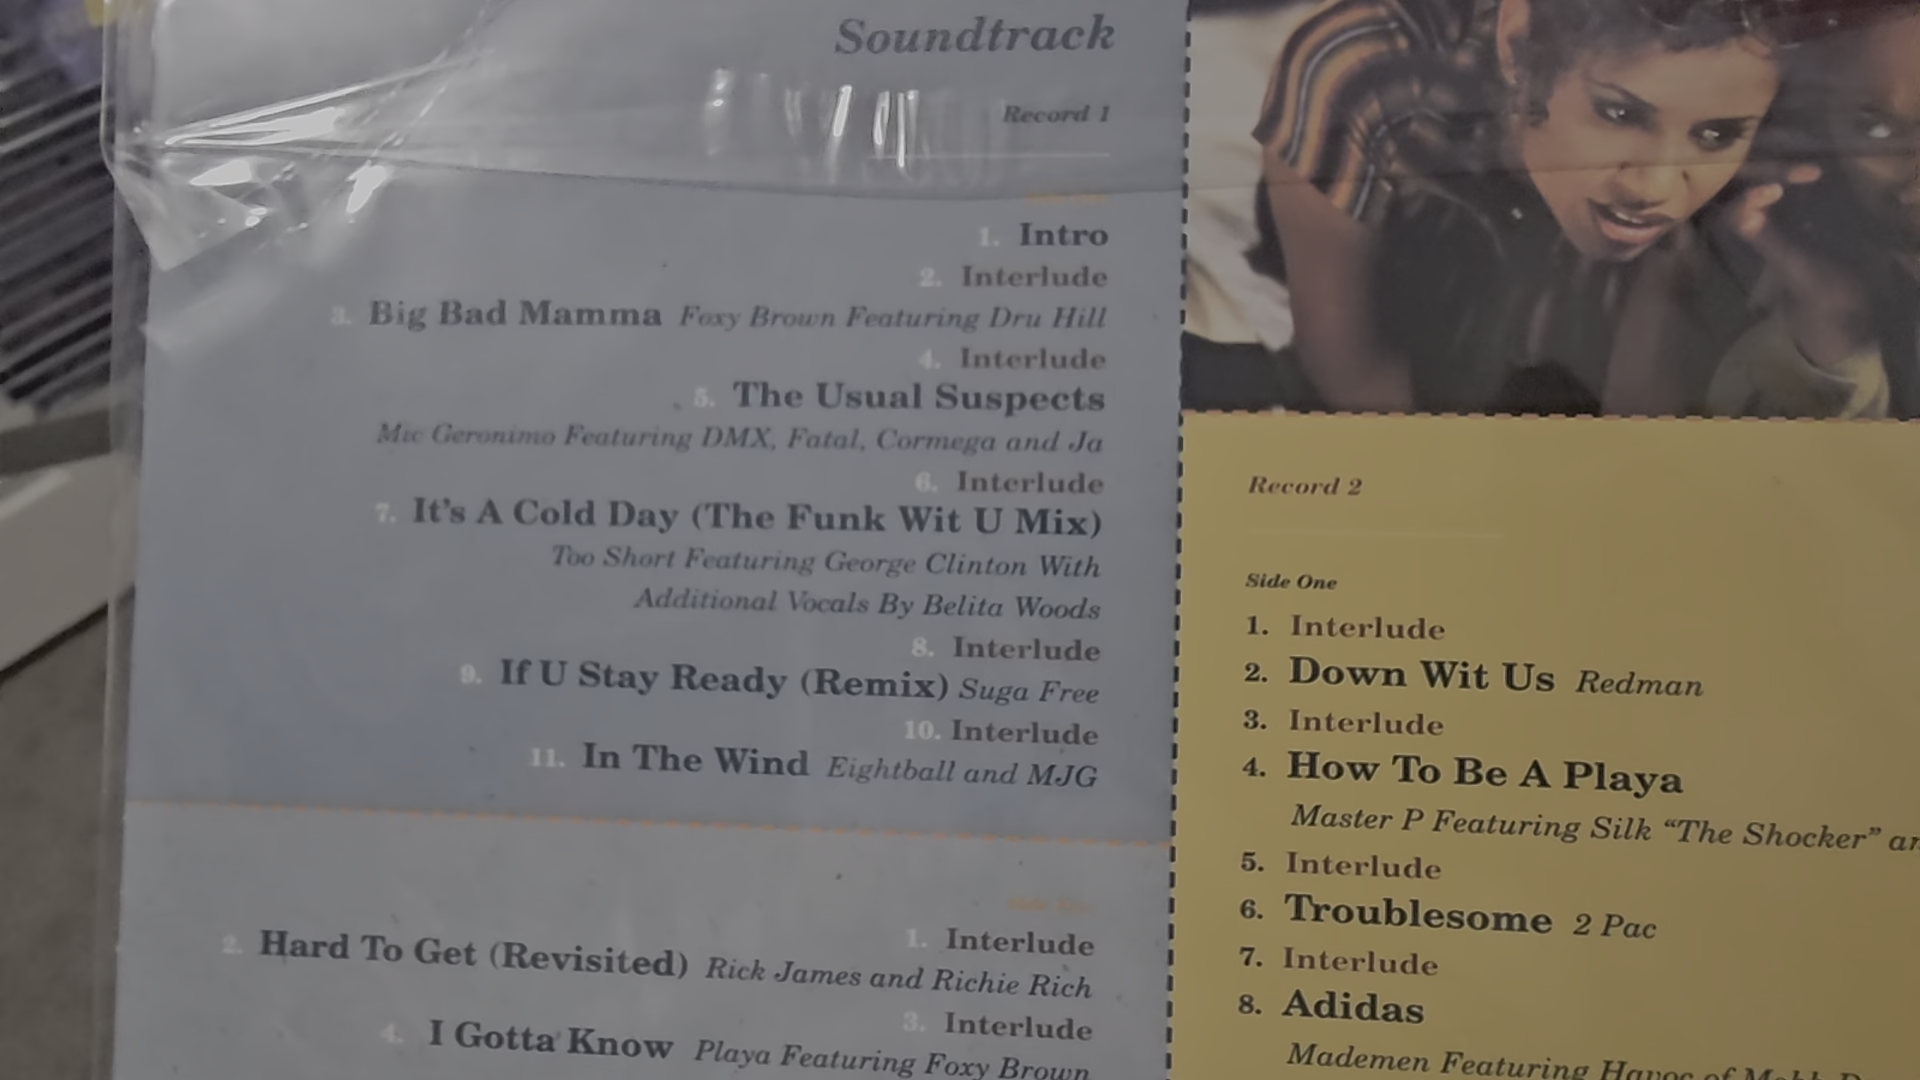 Soundtrack
Record 1
1. Intro
2. Interlude
3. Big Bad Mamma Foxy Brown Featuring Dru Hill
4. Interlude
5. The Usual Suspects
Mic Geronimo Featuring DMX, Fatal, Cormega and Ja
6. Interlude
7. It's A Cold Day (The Funk Wit U Mix)
Too Short Featuring George Clinton With
Additional Vocals By Belita Woods
8. Interlude
9. If U Stay Ready (Remix) Suga Free
10. Interlude
11. In The Wind Eightball and MJG
1. Interlude
2. Hard To Get (Revisited) Rick James and Richie Rich
3. Interlude
4. I Gotta Know Playa Featuring Foxy Brown
Record 2
Side One
1. Interlude
2. Down Wit Us Redman
3. Interlude
4. How To Be A Playa
Master P Featuring Silk “The Shocker”
5. Interlude
6. Troublesome 2 Pac
7. Interlude
8. Adidas
Mademen Featuring Havoc of Mobb